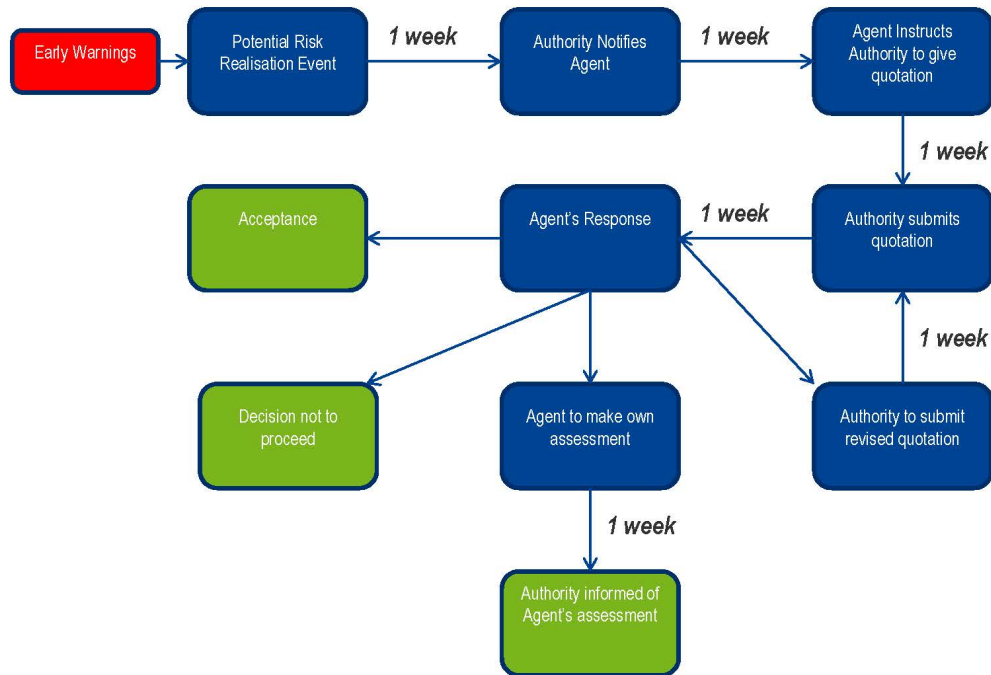 Early Warnings
Potential Risk
Realisation Event
1 week
Authority Notifies
Agent
1 week
Agent Instructs
Authority to give
quotation
1 week
Acceptance
Agent's Response
1 week
Authority submits
quotation
1 week
Decision not to
proceed
Agent to make own
assessment
Authority to submit
revised quotation
1 week
Authority informed of
Agent's assessment